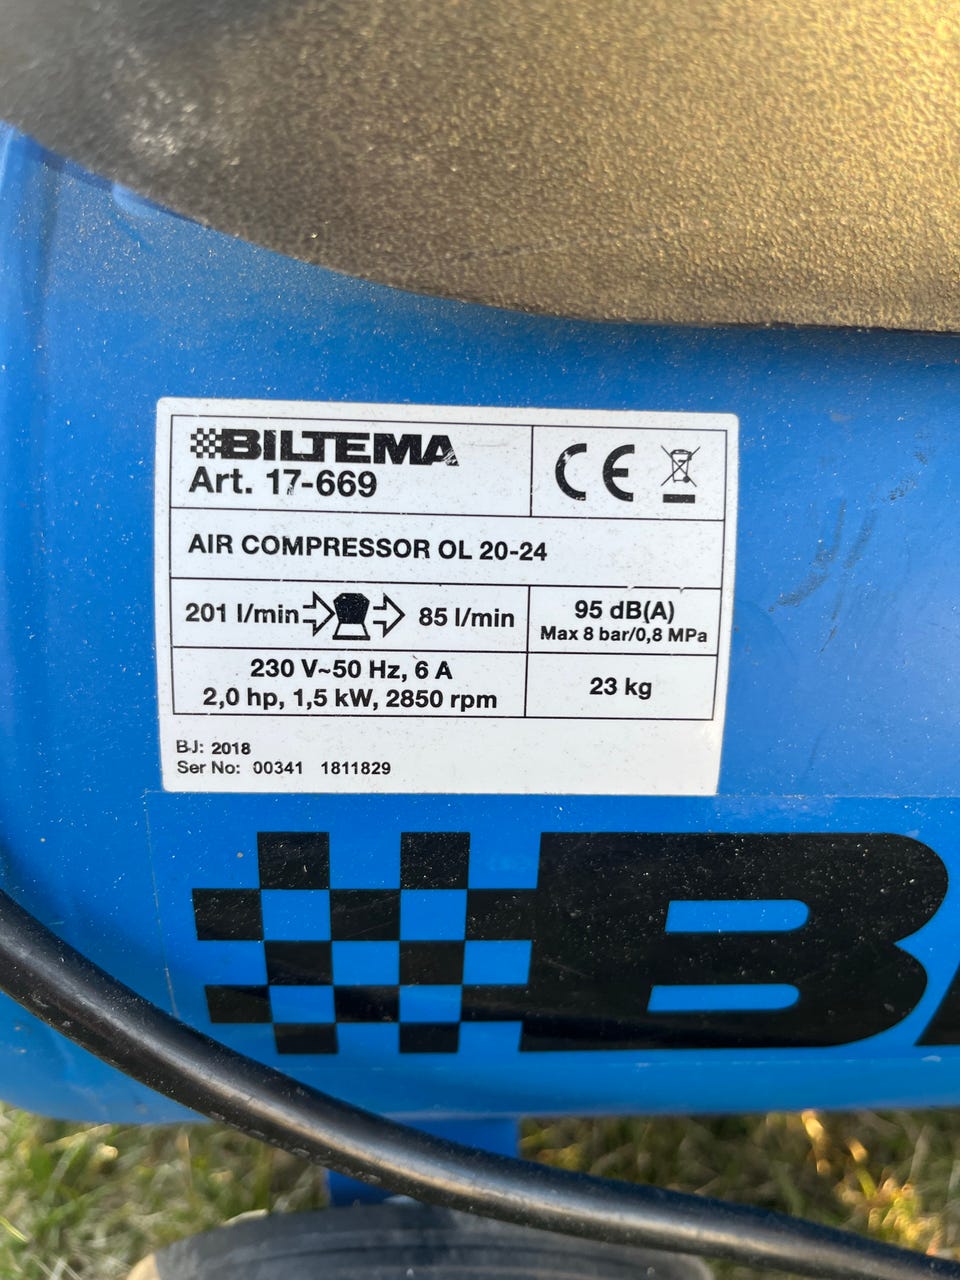 BILTEMA
Art. 17-669
CE
AIR COMPRESSOR OL 20-24
201 l/min 85 l/min
95 dB(A)
Max 8 bar/0,8 MPa
230 V~50 Hz, 6 A
2,0 hp, 1,5 kW, 2850 rpm
23 kg
BJ: 2018
Ser No: 00341 1811829
B